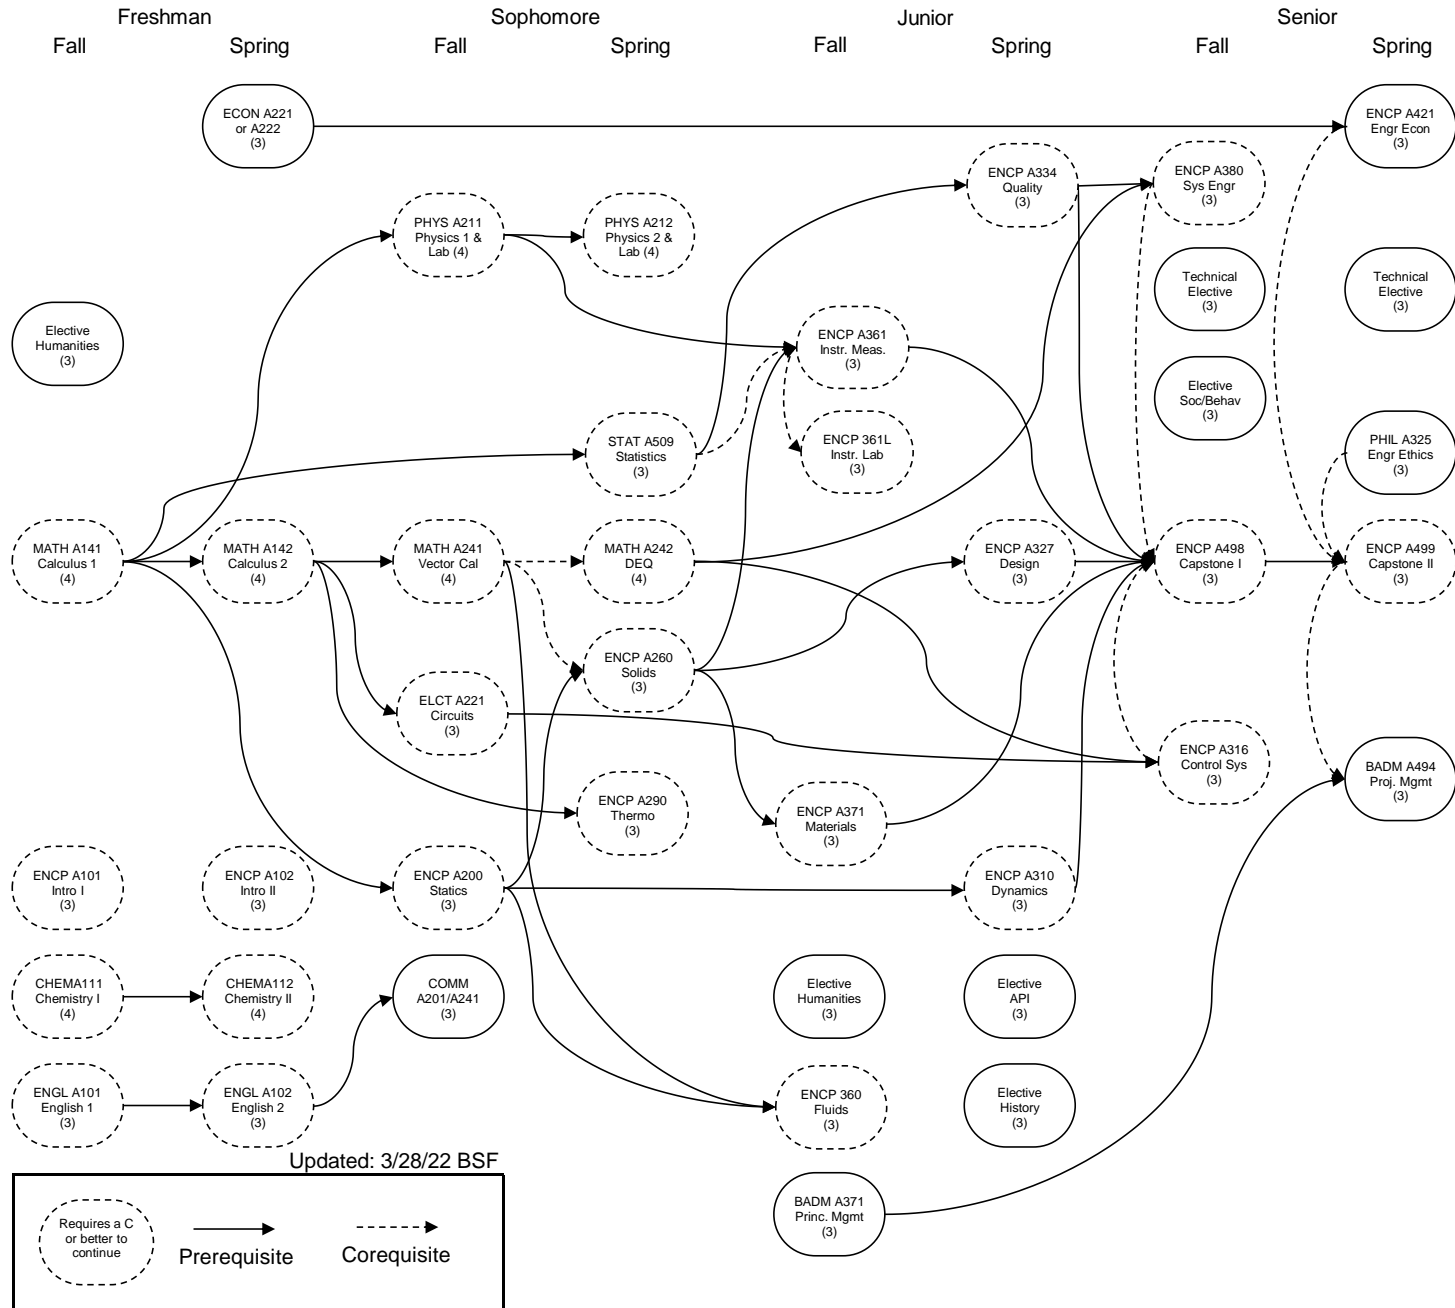 Freshman
Sophomore
Junior
Senior
Fall
Spring
Fall
Spring
Fall
Spring
Fall
Spring
ECON A221
or A222
(3)
ENCP A421
Engr Econ
(3)
ENCP A334
Quality
(3)
ENCP A380
Sys Engr
(3)
PHYS A211
Physics 1 &
Lab (4)
PHYS A212
Physics 2 &
Lab (4)
Technical
Elective
(3)
Technical
Elective
(3)
Elective
Humanities
(3)
ENCP A361
Instr. Meas.
(3)
Elective
Soc/Behav
(3)
STAT A509
Statistics
(3)
ENCP 361L
Instr. Lab
(3)
PHIL A325
Engr Ethics
(3)
MATH A141
Calculus 1
(4)
MATH A142
Calculus 2
(4)
MATH A241
Vector Cal
(4)
MATH A242
DEQ
(4)
ENCP A327
Design
(3)
ENCP A498
Capstone I
(3)
ENCP A499
Capstone II
(3)
ENCP A260
Solids
(3)
ELCT A221
Circuits
(3)
ENCP A316
Control Sys
(3)
BADM A494
Proj. Mgmt
(3)
ENCP A290
Thermo
(3)
ENCP A371
Materials
(3)
ENCP A101
Intro I
(3)
ENCP A102
Intro II
(3)
ENCP A200
Statics
(3)
ENCP A310
Dynamics
(3)
CHEMA111
Chemistry I
(4)
CHEMA112
Chemistry II
(4)
COMM
A201/A241
(3)
Elective
Humanities
(3)
Elective
API
(3)
ENGL A101
English 1
(3)
ENGL A102
English 2
(3)
ENCP 360
Fluids
(3)
Elective
History
(3)
Updated: 3/28/22 BSF
BADM A371
Princ. Mgmt
(3)
Requires a C
or better to
continue
Prerequisite
Corequisite